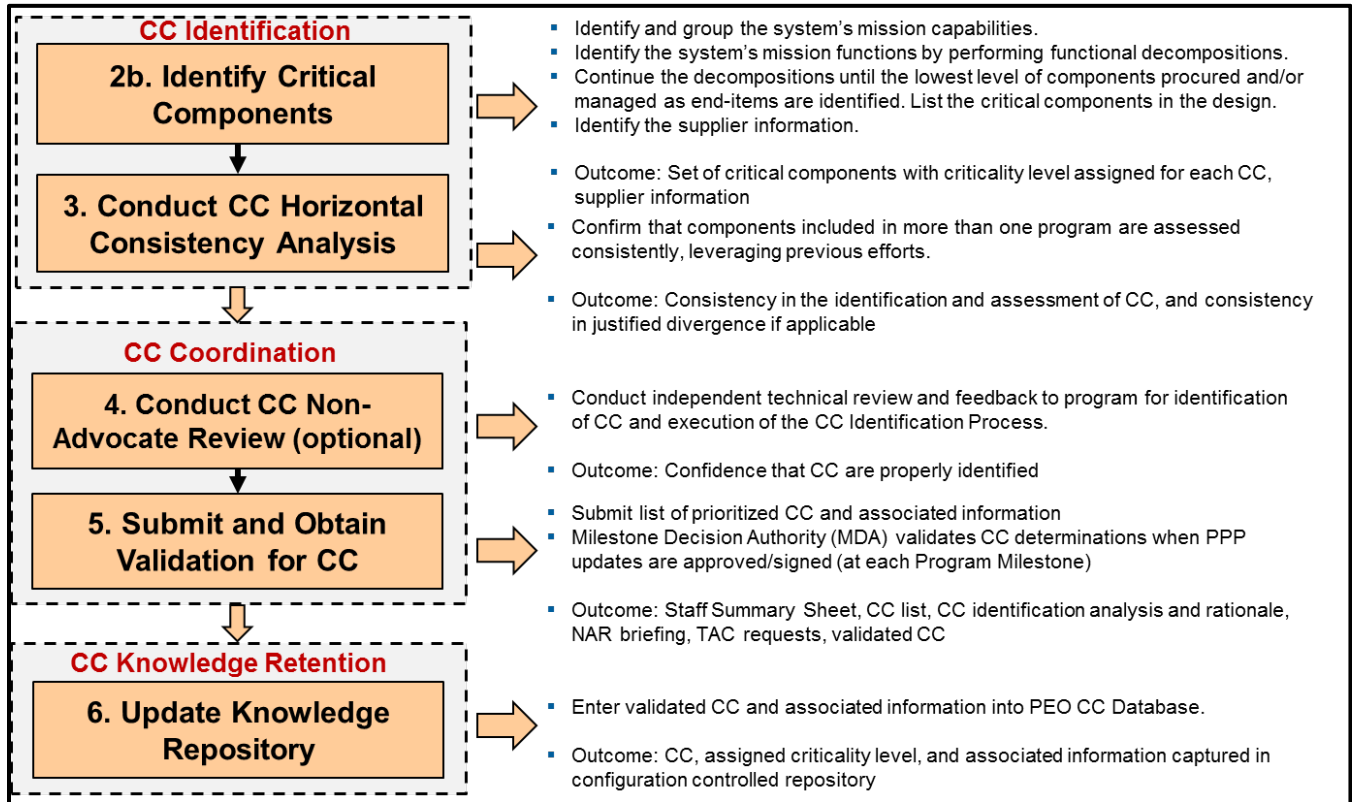 CC Identification
2b. Identify Critical
Components
3. Conduct CC Horizontal
Consistency Analysis
▪ Identify and group the system's mission capabilities.
▪ Identify the system's mission functions by performing functional decompositions.
▪ Continue the decompositions until the lowest level of components procured and/or
managed as end-items are identified. List the critical components in the design.
▪ Identify the supplier information.
▪ Outcome: Set of critical components with criticality level assigned for each CC,
supplier information
▪ Confirm that components included in more than one program are assessed
consistently, leveraging previous efforts.
▪ Outcome: Consistency in the identification and assessment of CC, and consistency
in justified divergence if applicable
CC Coordination
4. Conduct CC Non-
Advocate Review (optional)
5. Submit and Obtain
Validation for CC
▪ Conduct independent technical review and feedback to program for identification
of CC and execution of the CC Identification Process.
▪ Outcome: Confidence that CC are properly identified
▪ Submit list of prioritized CC and associated information
▪ Milestone Decision Authority (MDA) validates CC determinations when PPP
updates are approved/signed (at each Program Milestone)
▪ Outcome: Staff Summary Sheet, CC list, CC identification analysis and rationale,
NAR briefing, TAC requests, validated CC
CC Knowledge Retention
6. Update Knowledge
Repository
▪ Enter validated CC and associated information into PEO CC Database.
▪ Outcome: CC, assigned criticality level, and associated information captured in
configuration controlled repository